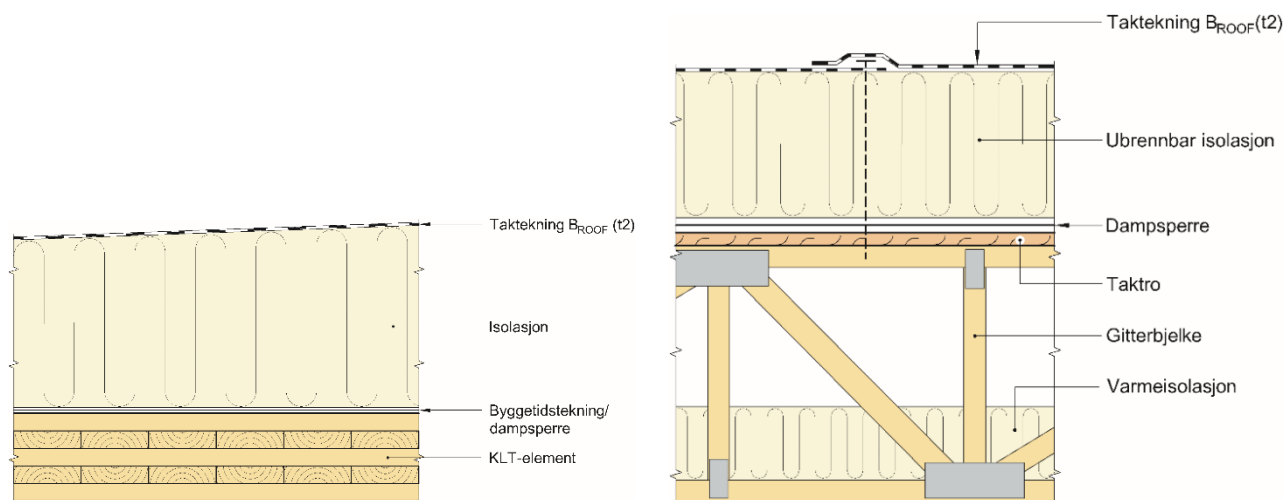 Taktekning BROOF (t2)
Isolasjon
Byggetidstekning/
dampsperre
KLT-element
Taktekning BROOF(t2)
Ubrennbar isolasjon
Dampsperre
Taktro
Gitterbjelke
Varmeisolasjon